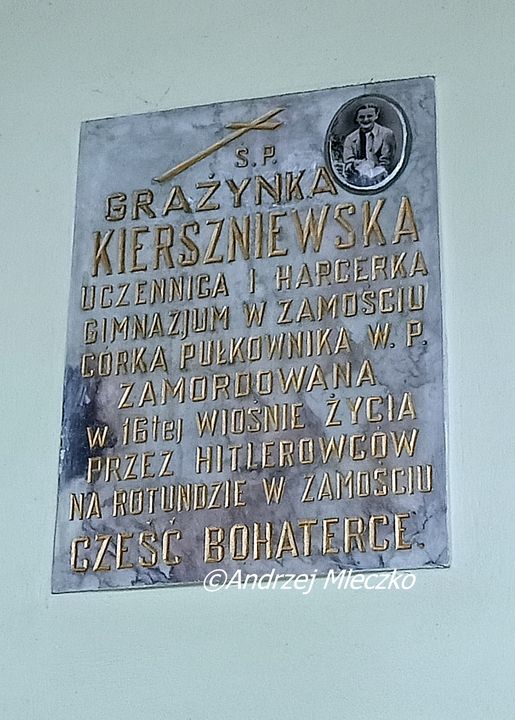 S.P.
GRAŻYNKA
KIERSZNIEWSKA
UCZENNICA I HARCERKA
GIMNAZJUM W ZAMOŚCIU
CÓRKA PUŁKOWNIKA W.P.
ZAMORDOWANA
W 16tej WIOŚNIE ŻYCIA
PRZEZ HITLEROWCÓW
NA ROTUNDZIE W ZAMOŚCIU
CZEŚĆ BOHATERCE.
©Andrzej Mleczko